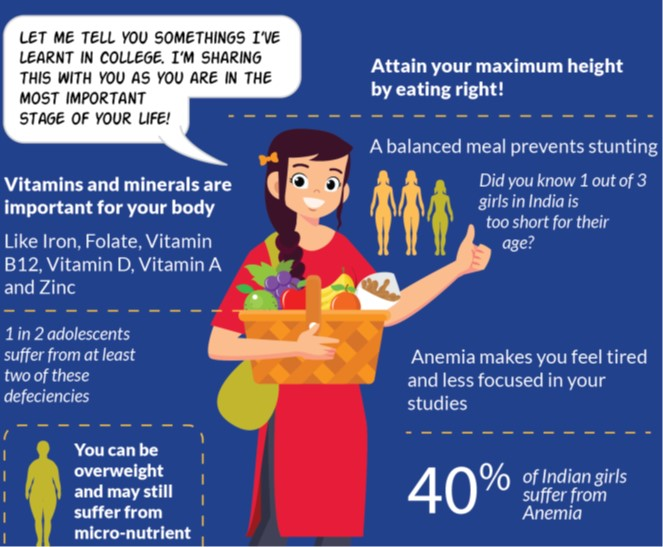 LET ME TELL YOU SOMETHINGS I'VE
LEARNT IN COLLEGE. I'M SHARING
THIS WITH YOU AS YOU ARE IN THE
MOST IMPORTANT
STAGE OF YOUR LIFE!
Vitamins and minerals are
important for your body
Like Iron, Folate, Vitamin
B12, Vitamin D, Vitamin A
and Zinc
1 in 2 adolescents
suffer from at least
two of these
defeciencies
You can be
overweight
and may still
suffer from
micro-nutrient
Attain your maximum height
by eating right!
A balanced meal prevents stunting
Did you know 1 out of 3
girls in India is
too short for their
age?
Anemia makes you feel tired
and less focused in your
studies
40% of Indian girls
suffer from
Anemia